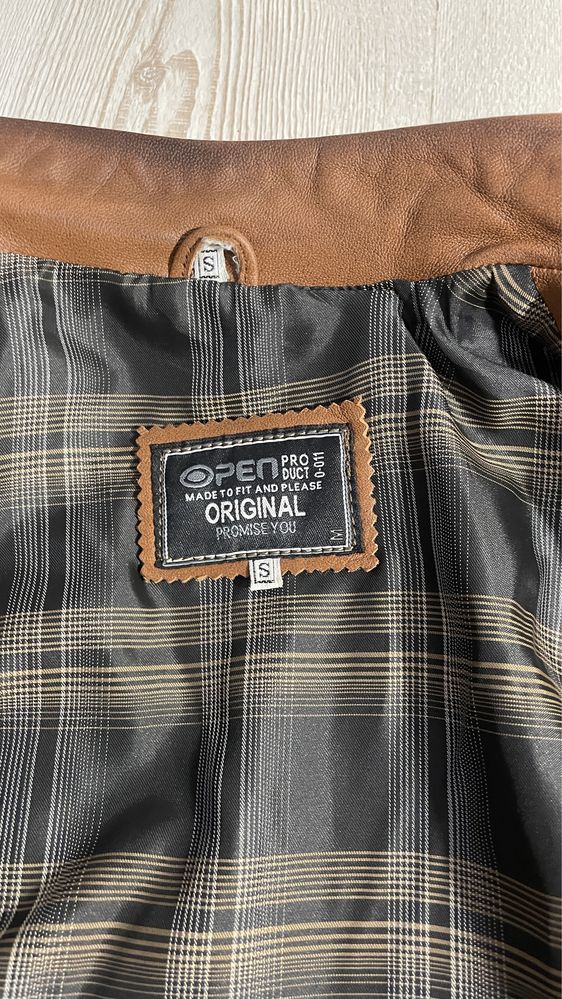 S
OPEN PRO DUCT 0-011
MADE TO FIT AND PLEASE
ORIGINAL
PROMISE YOU
M
S